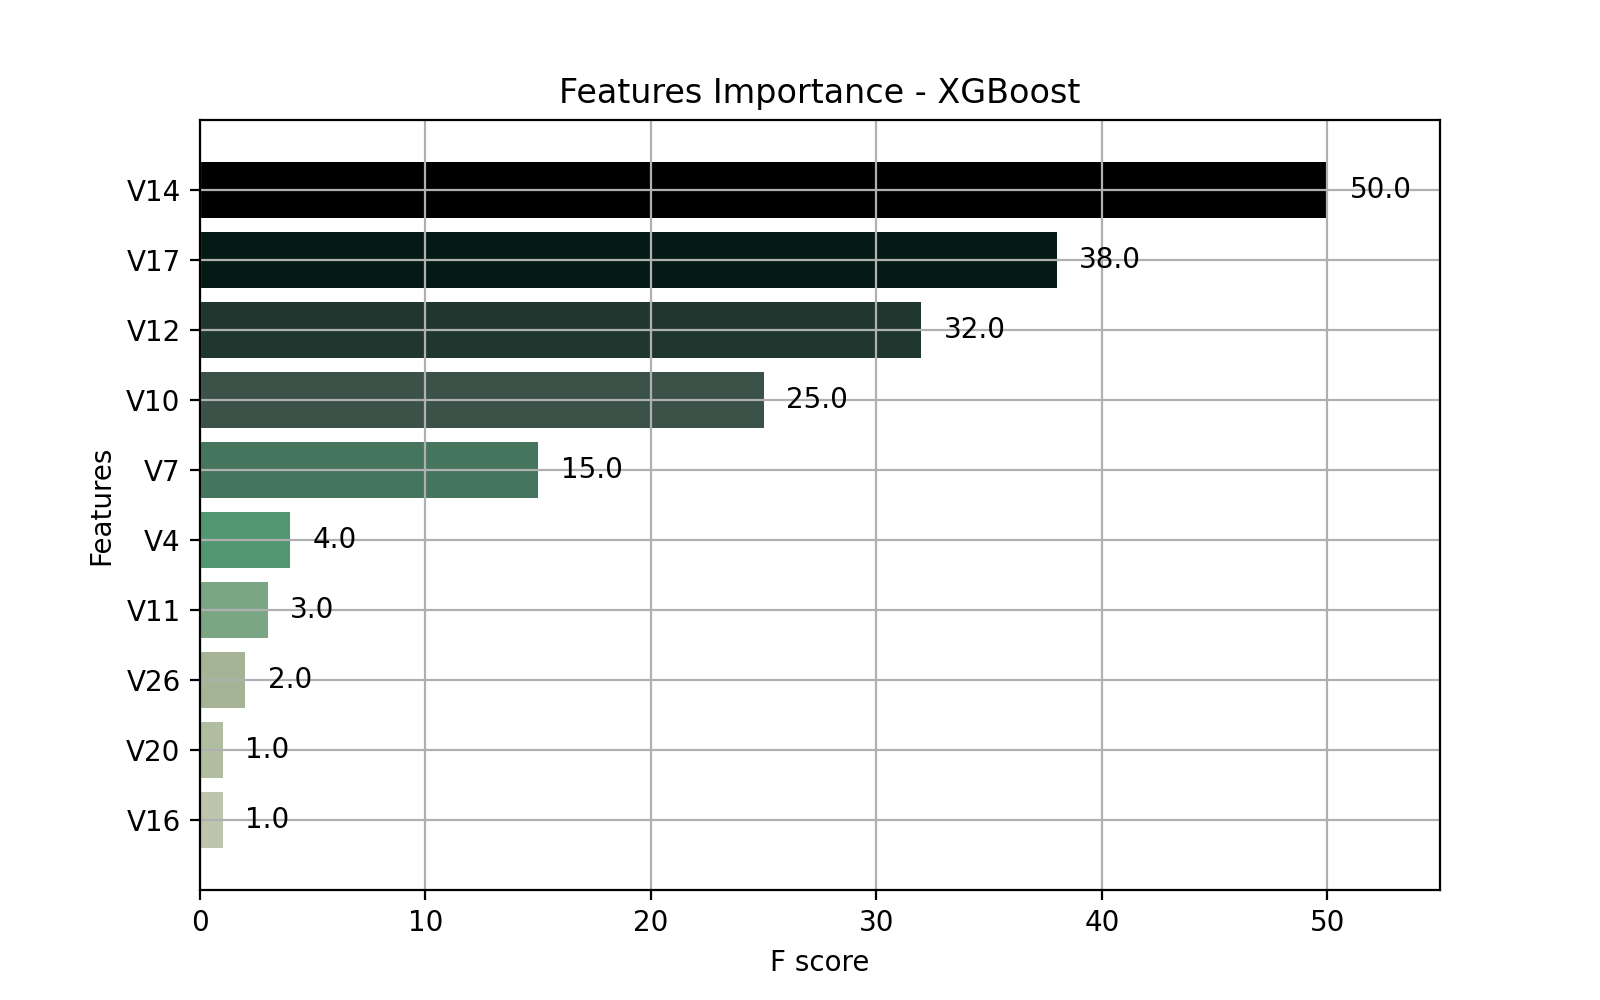 Features Importance - XGBoost
V14 50.0
V17 38.0
V12 32.0
V10 25.0
V7 15.0
V4 4.0
V11 3.0
V26 2.0
V20 1.0
V16 1.0
Features
0 10 20 30 40 50
F score